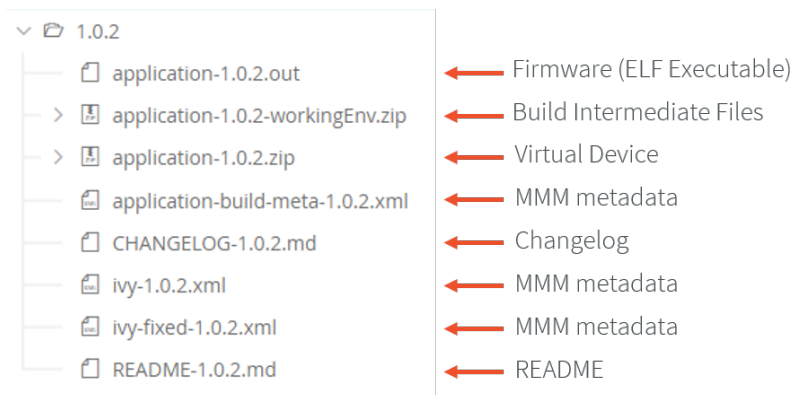 1.0.2
application-1.0.2.out Firmware (ELF Executable)
application-1.0.2-workingEnv.zip Build Intermediate Files
application-1.0.2.zip Virtual Device
application-build-meta-1.0.2.xml MMM metadata
CHANGELOG-1.0.2.md Changelog
ivy-1.0.2.xml MMM metadata
ivy-fixed-1.0.2.xml MMM metadata
README-1.0.2.md README